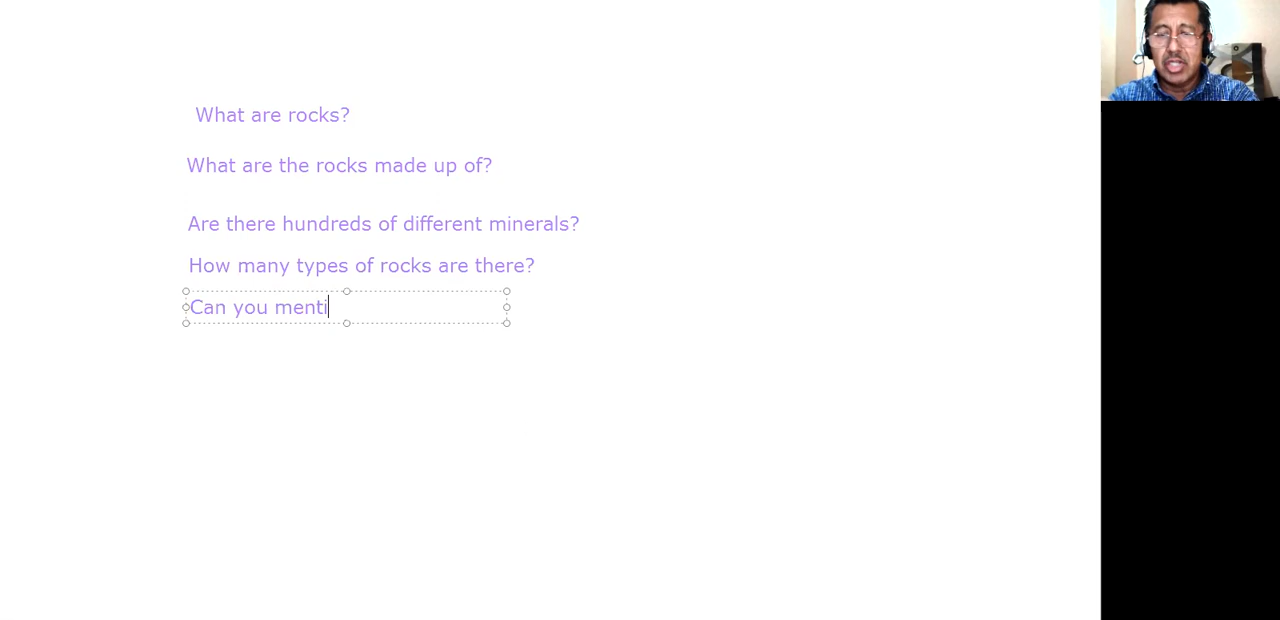 What are rocks?
What are the rocks made up of?
Are there hundreds of different minerals?
How many types of rocks are there?
Can you menti